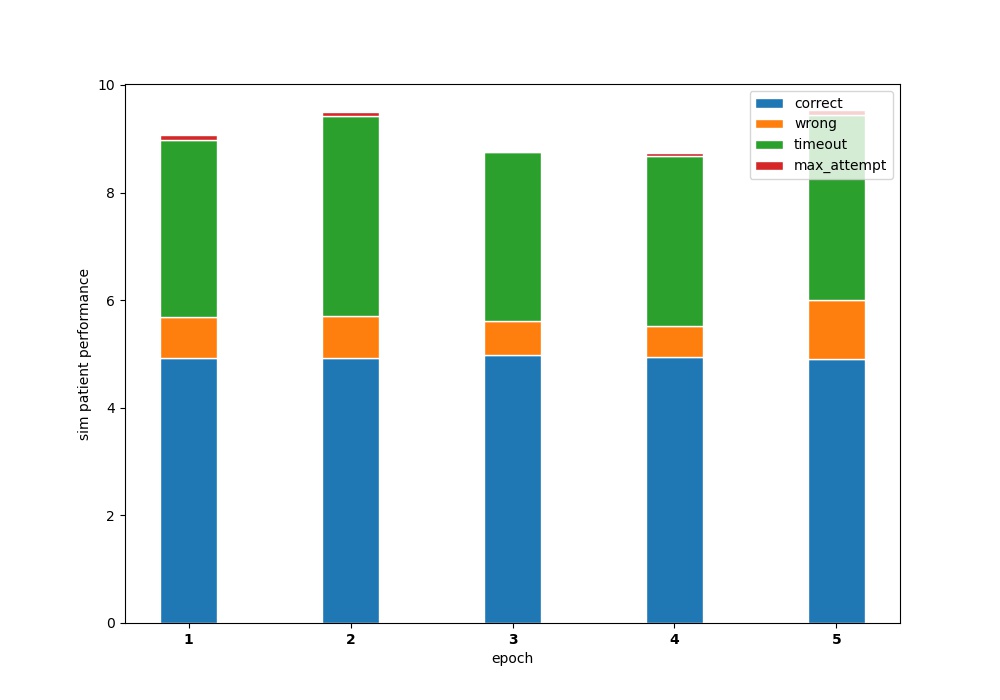 10
8
6
4
2
0
sim patient performance
correct
wrong
timeout
max_attempt
1 2 3 4 5
epoch